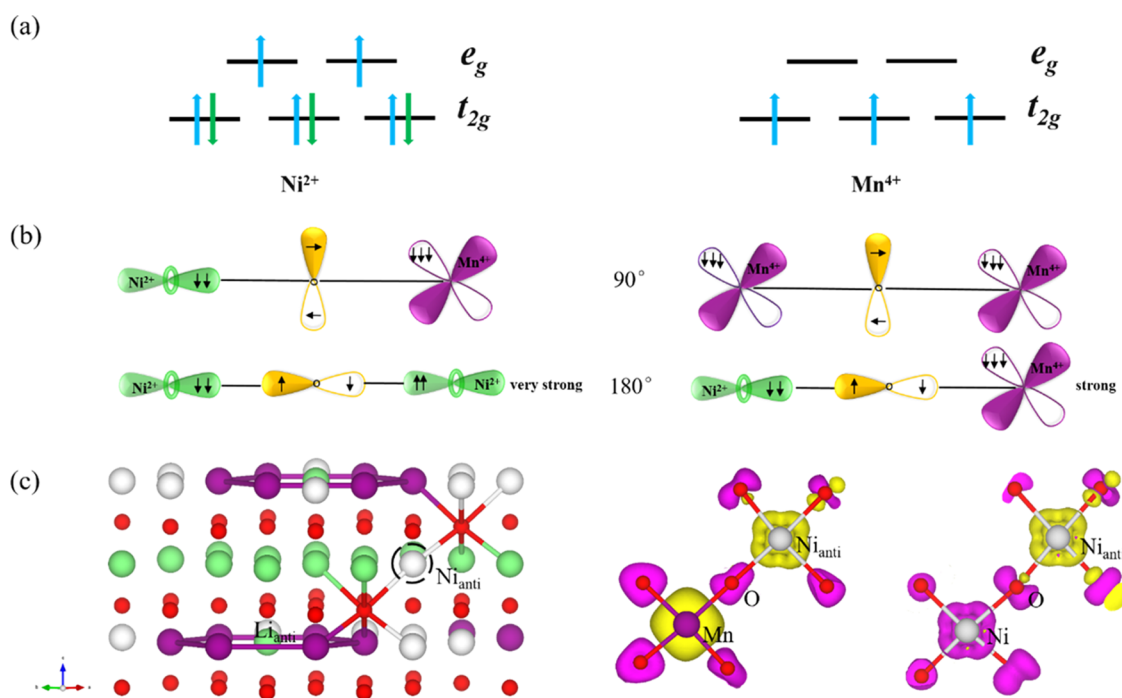 (a)
e_g
t_2g
Ni²⁺
e_g
t_2g
Mn⁴⁺
(b)
Ni²⁺
Mn⁴⁺
90°
Mn⁴⁺
Mn⁴⁺
Ni²⁺
Ni²⁺
very strong
180°
Ni²⁺
Mn⁴⁺
strong
(c)
Ni_anti
Li_anti
Ni_anti
O
Mn
Ni_anti
O
Ni